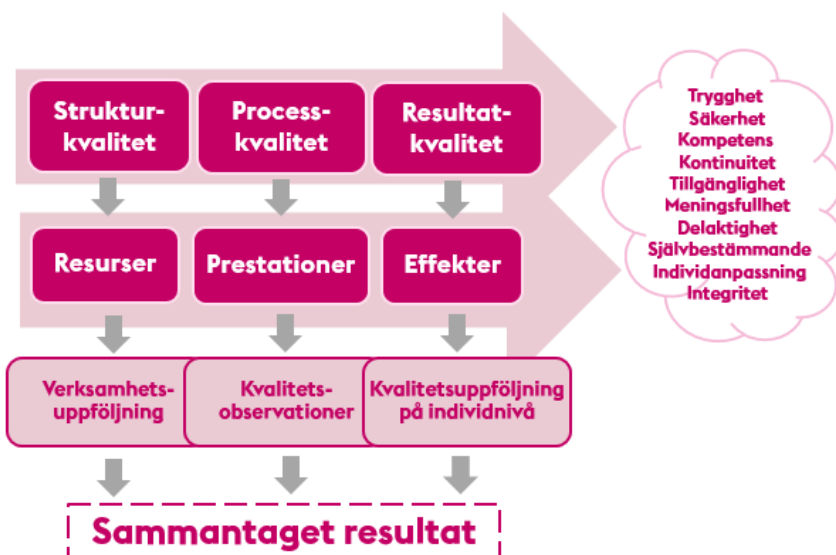 Struktur-
kvalitet
Process-
kvalitet
Resultat-
kvalitet
Trygghet
Säkerhet
Kompetens
Kontinuitet
Tillgänglighet
Meningsfullhet
Delaktighet
Självbestämmande
Individanpassning
Integritet
Resurser
Prestationer
Effekter
Verksamhets-
uppföljning
Kvalitets-
observationer
Kvalitetsuppföljning
på individnivå
Sammantaget resultat